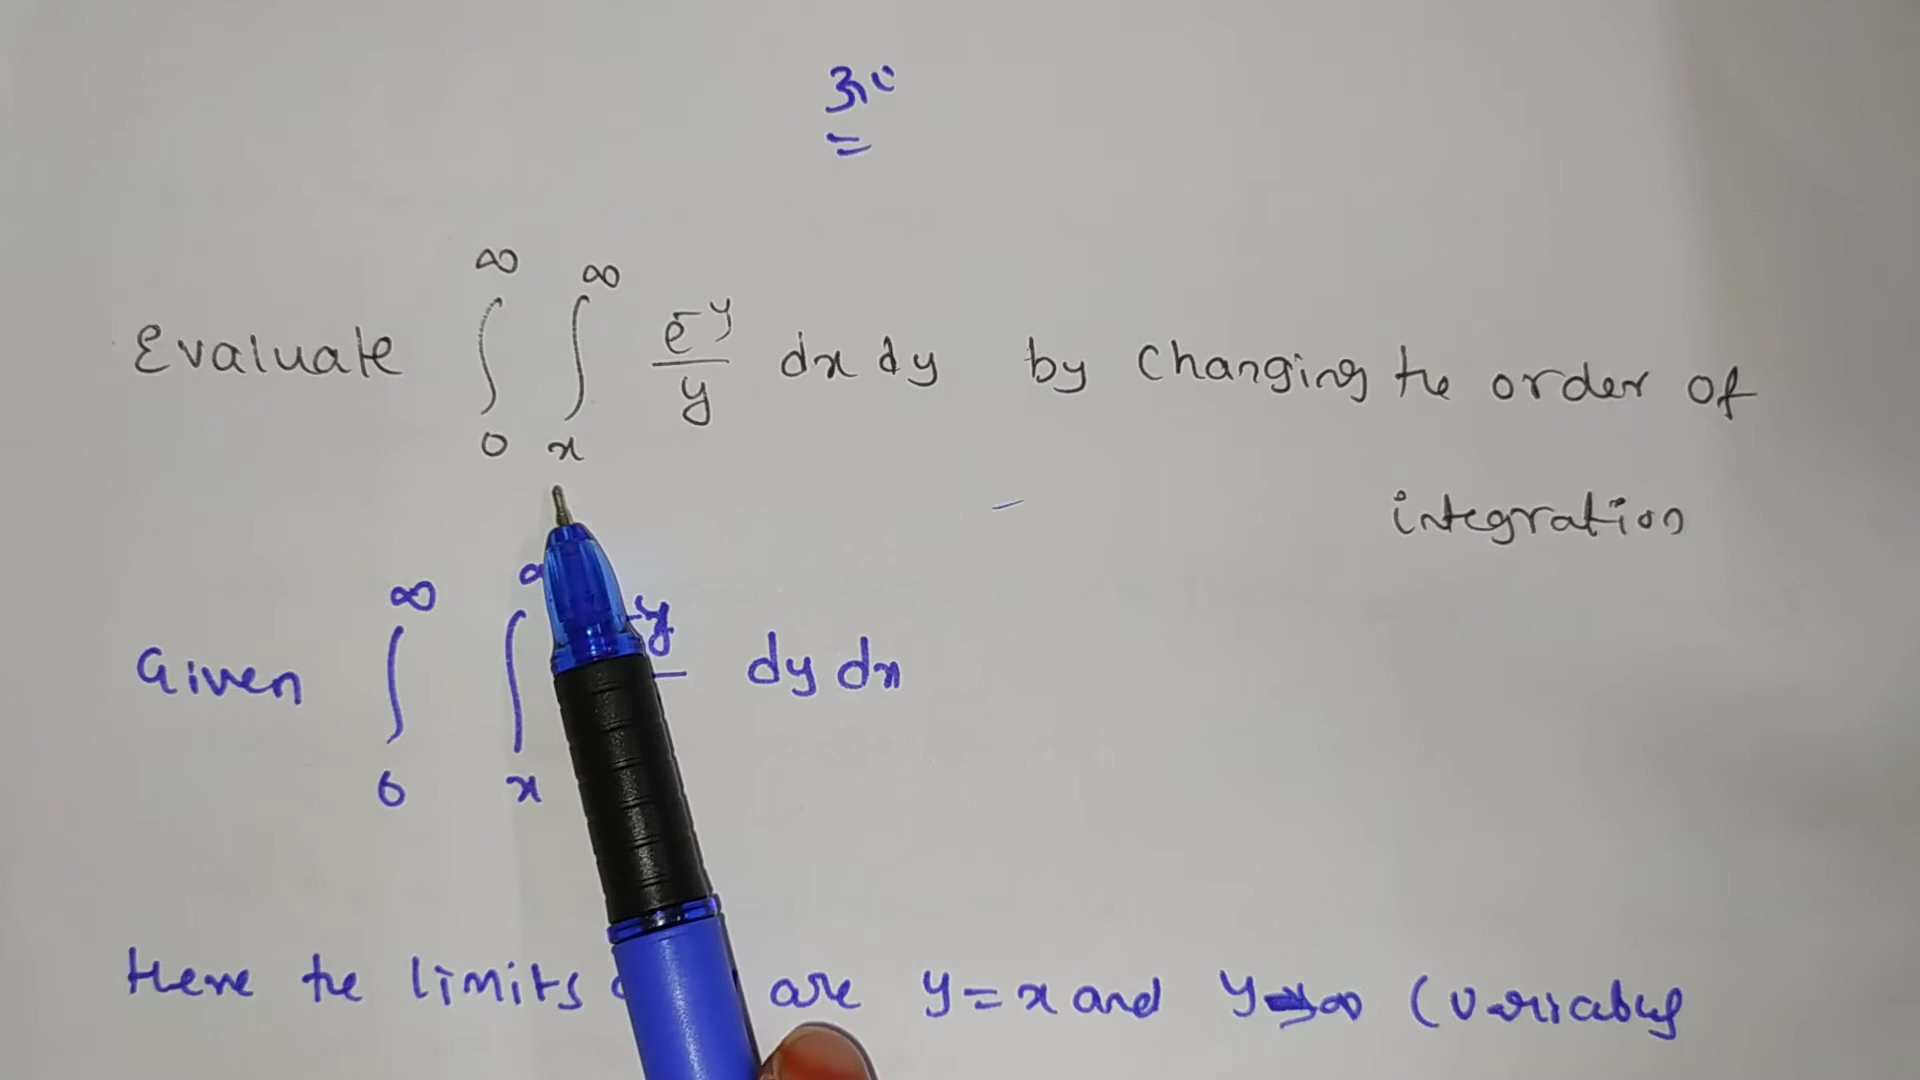 Evaluate ∫₀^∞ ∫ₓ^∞ e^-y/y dx dy by changing the order of
integration
Given ∫₀^∞ ∫ₓ -y dy dx
Here the limits are y=x and y→∞ (variables